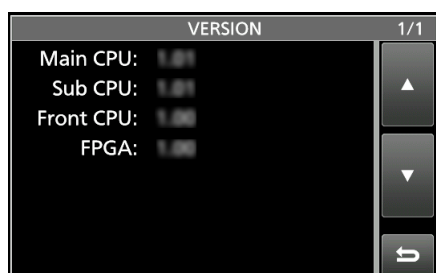 VERSION 1/1
Main CPU:
Sub CPU:
Front CPU:
FPGA: